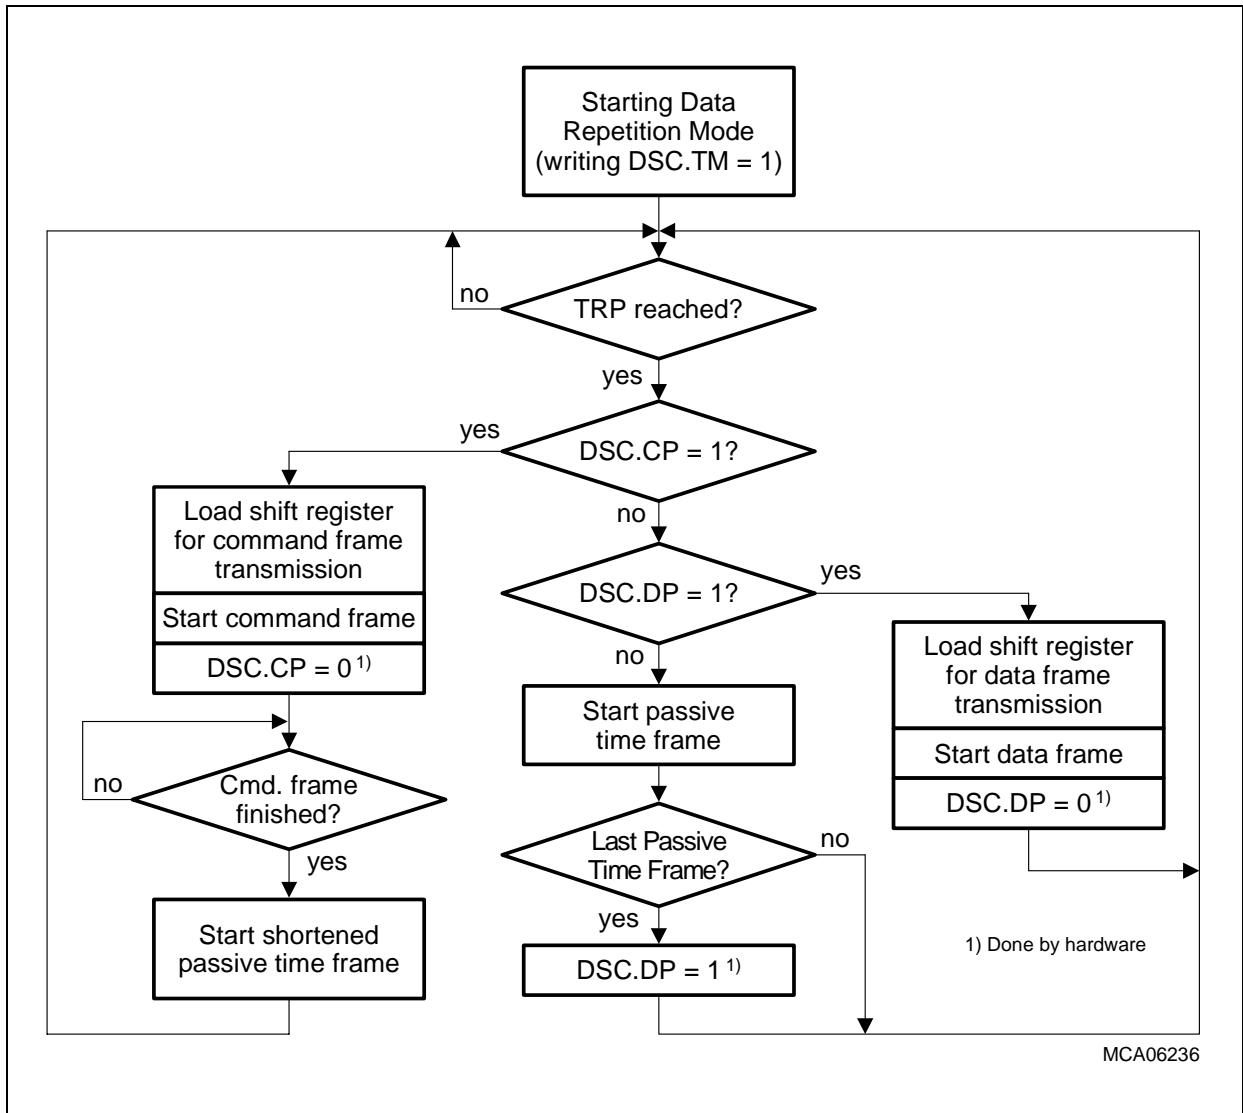 Starting Data
Repetition Mode
(writing DSC.TM = 1)
no
TRP reached?
yes
yes
DSC.CP = 1?
Load shift register
for command frame
transmission
Start command frame
DSC.CP = 0 1)
no
DSC.DP = 1?
yes
no
Load shift register
for data frame
transmission
Start data frame
DSC.DP = 0 1)
Start passive
time frame
no
Cmd. frame
finished?
yes
Last Passive
Time Frame?
no
yes
Start shortened
passive time frame
DSC.DP = 1 1)
1) Done by hardware
MCA06236